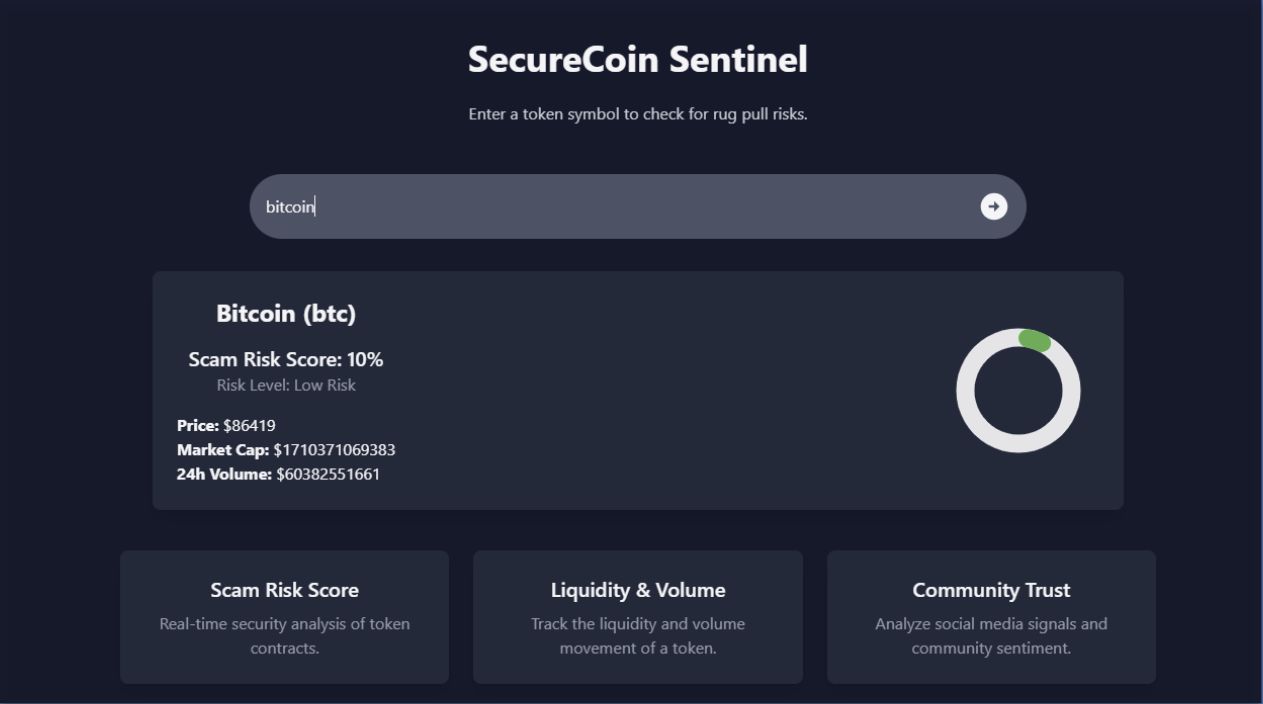 SecureCoin Sentinel
Enter a token symbol to check for rug pull risks.
bitcoin
Bitcoin (btc)
Scam Risk Score: 10%
Risk Level: Low Risk
Price: $86419
Market Cap: $1710371069383
24h Volume: $60382551661
Scam Risk Score
Real-time security analysis of token
contracts.
Liquidity & Volume
Track the liquidity and volume
movement of a token.
Community Trust
Analyze social media signals and
community sentiment.